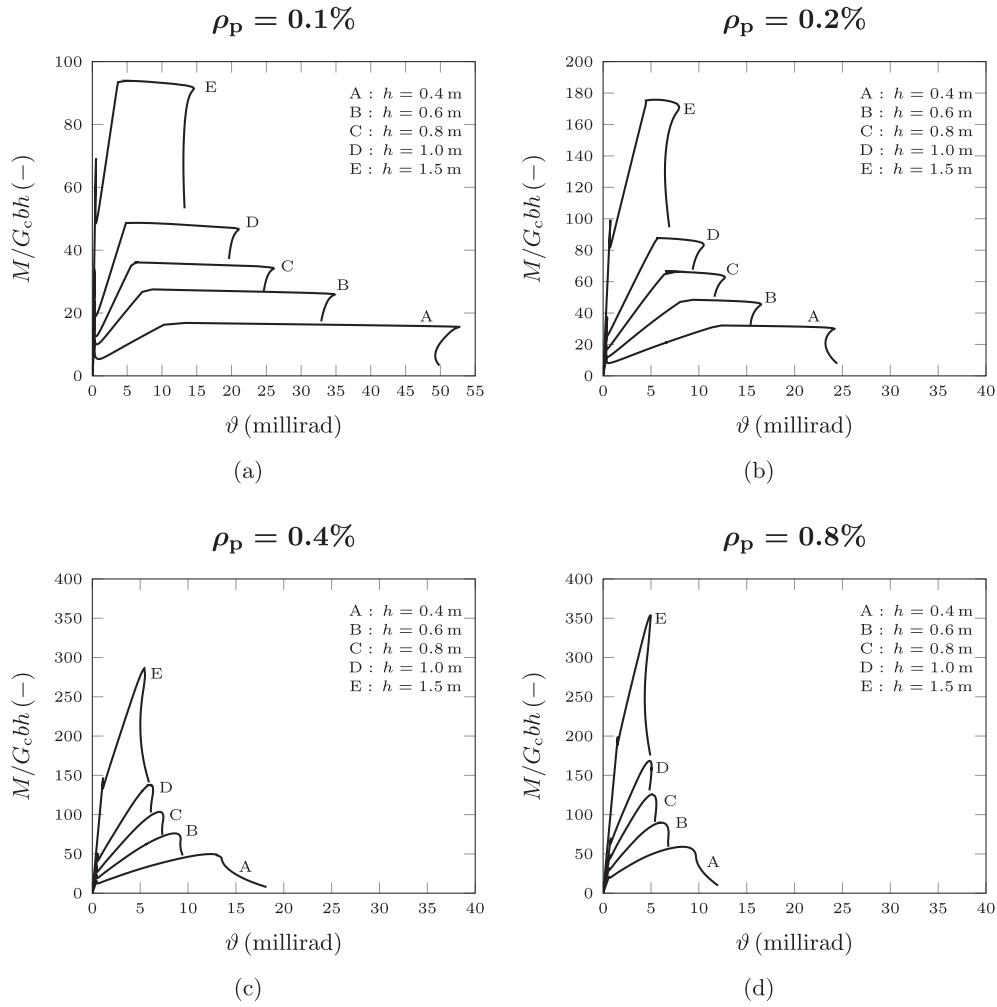 ρp = 0.1%
100
80
60
40
20
0
M/Gcbh (−)
A : h = 0.4 m
B : h = 0.6 m
C : h = 0.8 m
D : h = 1.0 m
E : h = 1.5 m
E
D
C
B
A
0 5 10 15 20 25 30 35 40 45 50 55
ϑ (millirad)
(a)
ρp = 0.2%
200
180
160
140
120
100
80
60
40
20
0
M/Gcbh (−)
A : h = 0.4 m
B : h = 0.6 m
C : h = 0.8 m
D : h = 1.0 m
E : h = 1.5 m
E
D
C
B
A
0 5 10 15 20 25 30 35 40
ϑ (millirad)
(b)
ρp = 0.4%
400
350
300
250
200
150
100
50
0
M/Gcbh (−)
A : h = 0.4 m
B : h = 0.6 m
C : h = 0.8 m
D : h = 1.0 m
E : h = 1.5 m
E
D
C
B
A
0 5 10 15 20 25 30 35 40
ϑ (millirad)
(c)
ρp = 0.8%
400
350
300
250
200
150
100
50
0
M/Gcbh (−)
A : h = 0.4 m
B : h = 0.6 m
C : h = 0.8 m
D : h = 1.0 m
E : h = 1.5 m
E
D
C
B
A
0 5 10 15 20 25 30 35 40
ϑ (millirad)
(d)